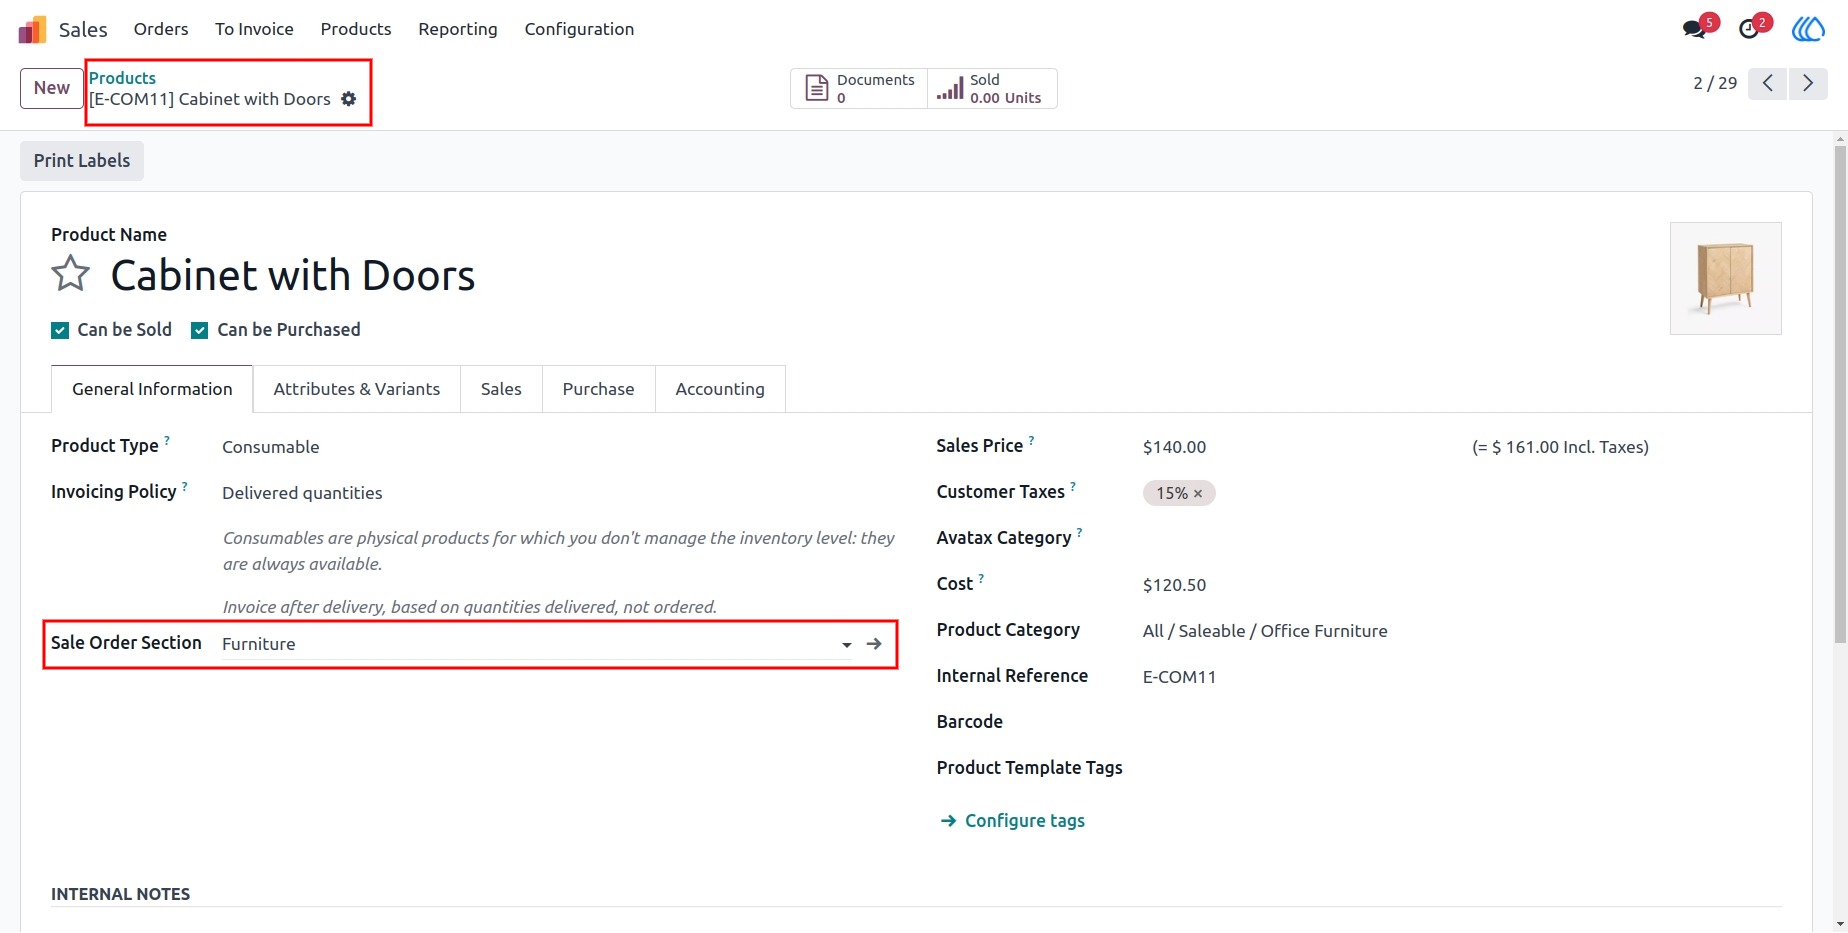 Sales Orders To Invoice Products Reporting Configuration 5 2
New Products
[E-COM11] Cabinet with Doors
Documents
0
Sold
0.00 Units
2 / 29
Print Labels
Product Name
Cabinet with Doors
Can be Sold Can be Purchased
General Information Attributes & Variants Sales Purchase Accounting
Product Type ? Consumable
Invoicing Policy ? Delivered quantities
Consumables are physical products for which you don't manage the inventory level: they
are always available.
Invoice after delivery, based on quantities delivered, not ordered.
Sale Order Section Furniture
Sales Price ? $140.00 (= $ 161.00 Incl. Taxes)
Customer Taxes ? 15% ×
Avatax Category ?
Cost ? $120.50
Product Category All / Saleable / Office Furniture
Internal Reference E-COM11
Barcode
Product Template Tags
Configure tags
INTERNAL NOTES